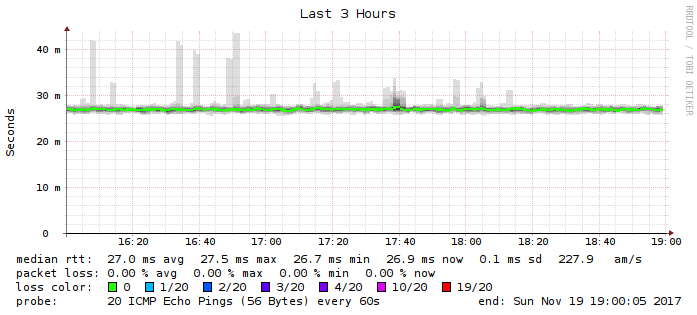 Last 3 Hours
RRDTOOL / TOBI OETIKER
Seconds
40 m
30 m
20 m
10 m
0
16:20 16:40 17:00 17:20 17:40 18:00 18:20 18:40 19:00
median rtt: 27.0 ms avg 27.5 ms max 26.7 ms min 26.9 ms now 0.1 ms sd 227.9 am/s
packet loss: 0.00 % avg 0.00 % max 0.00 % min 0.00 % now
loss color: 0 1/20 2/20 3/20 4/20 10/20 19/20
probe: 20 ICMP Echo Pings (56 Bytes) every 60s end: Sun Nov 19 19:00:05 2017